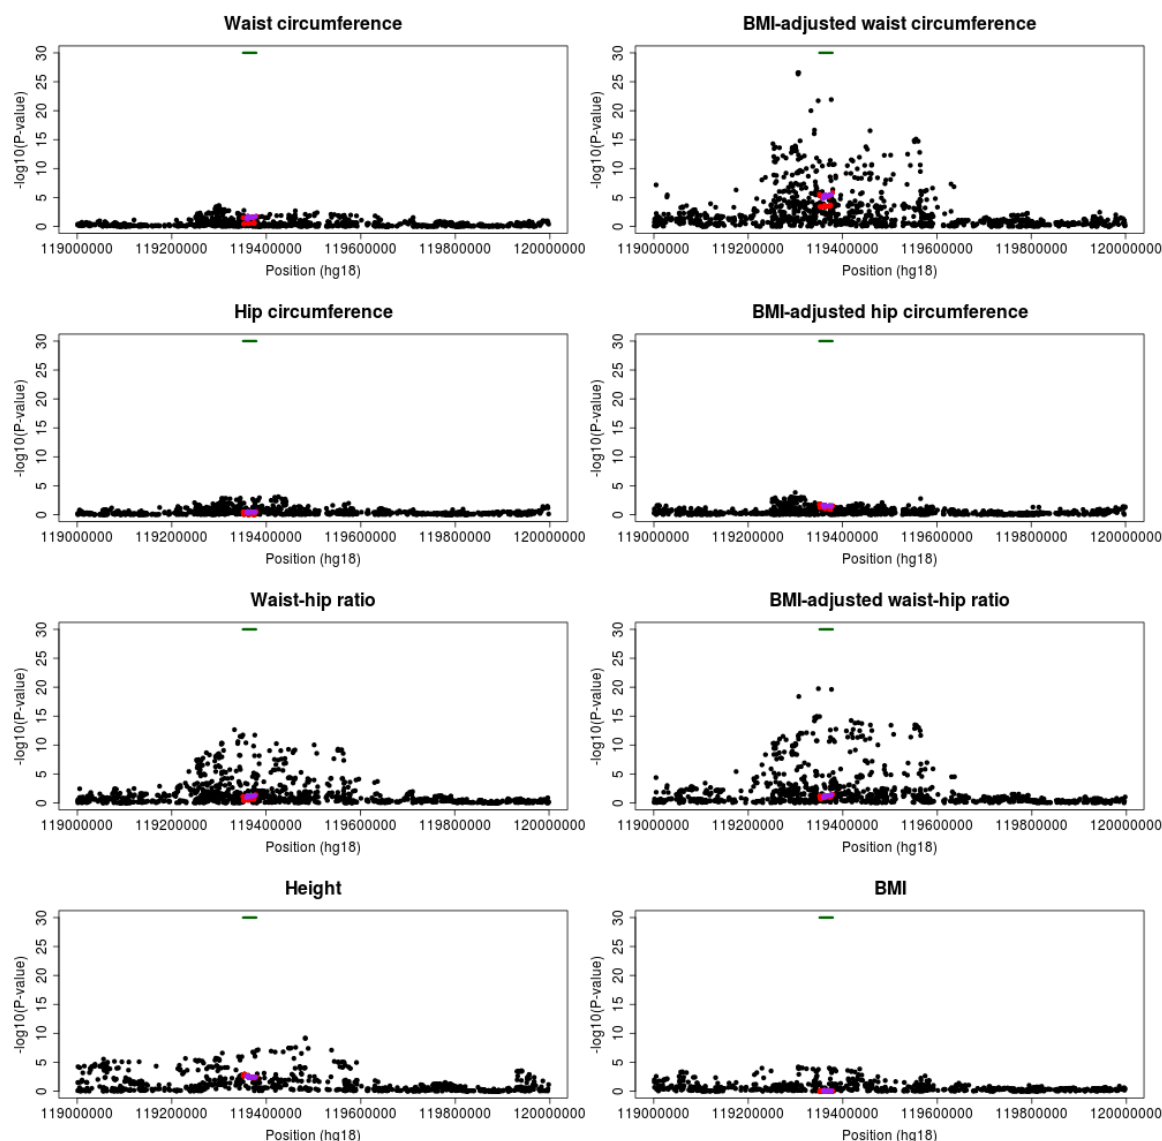 Waist circumference
-log10(P-value)
0 5 10 15 20 25 30
119000000 119200000 119400000 119600000 119800000 120000000
Position (hg18)
BMI-adjusted waist circumference
-log10(P-value)
0 5 10 15 20 25 30
119000000 119200000 119400000 119600000 119800000 120000000
Position (hg18)
Hip circumference
-log10(P-value)
0 5 10 15 20 25 30
119000000 119200000 119400000 119600000 119800000 120000000
Position (hg18)
BMI-adjusted hip circumference
-log10(P-value)
0 5 10 15 20 25 30
119000000 119200000 119400000 119600000 119800000 120000000
Position (hg18)
Waist-hip ratio
-log10(P-value)
0 5 10 15 20 25 30
119000000 119200000 119400000 119600000 119800000 120000000
Position (hg18)
BMI-adjusted waist-hip ratio
-log10(P-value)
0 5 10 15 20 25 30
119000000 119200000 119400000 119600000 119800000 120000000
Position (hg18)
Height
-log10(P-value)
0 5 10 15 20 25 30
119000000 119200000 119400000 119600000 119800000 120000000
Position (hg18)
BMI
-log10(P-value)
0 5 10 15 20 25 30
119000000 119200000 119400000 119600000 119800000 120000000
Position (hg18)